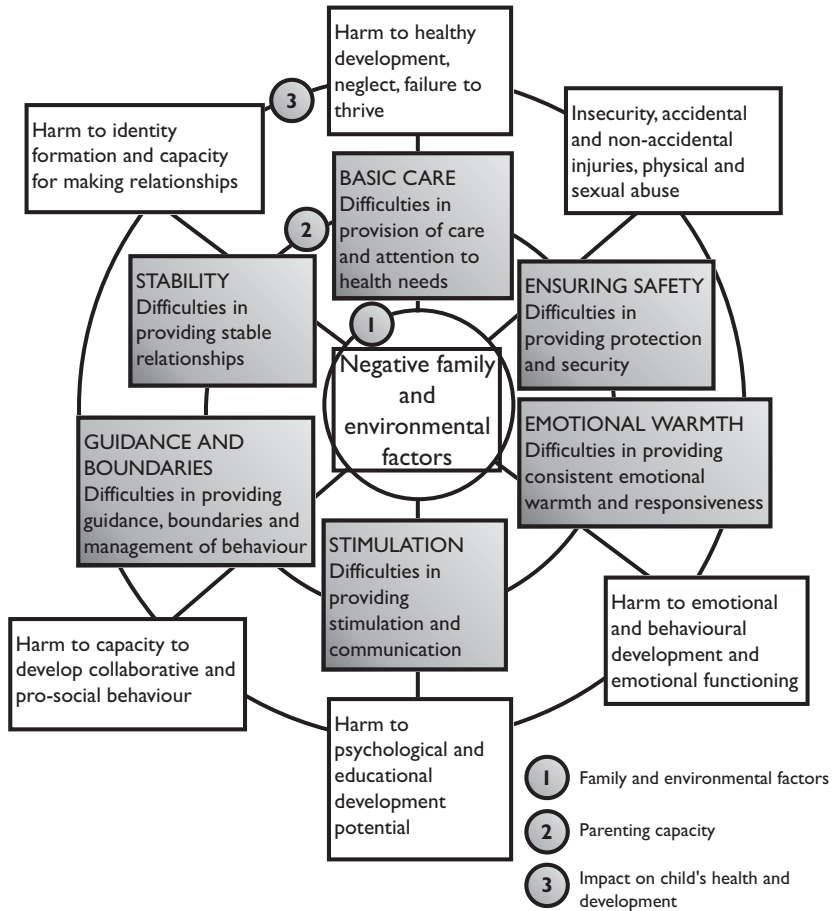 Harm to healthy
development,
neglect, failure to
thrive
3
Harm to identity
formation and capacity
for making relationships
Insecurity, accidental
and non-accidental
injuries, physical and
sexual abuse
BASIC CARE
Difficulties in
provision of care
and attention to
health needs
2
STABILITY
Difficulties in
providing stable
relationships
ENSURING SAFETY
Difficulties in
providing protection
and security
1
Negative family
and
environmental
factors
GUIDANCE AND
BOUNDARIES
Difficulties in providing
guidance, boundaries and
management of behaviour
EMOTIONAL WARMTH
Difficulties in providing
consistent emotional
warmth and responsiveness
STIMULATION
Difficulties in
providing
stimulation and
communication
Harm to capacity to
develop collaborative and
pro-social behaviour
Harm to emotional
and behavioural
development and
emotional functioning
Harm to
psychological and
educational
development
potential
1 Family and environmental factors
2 Parenting capacity
3 Impact on child's health and
development